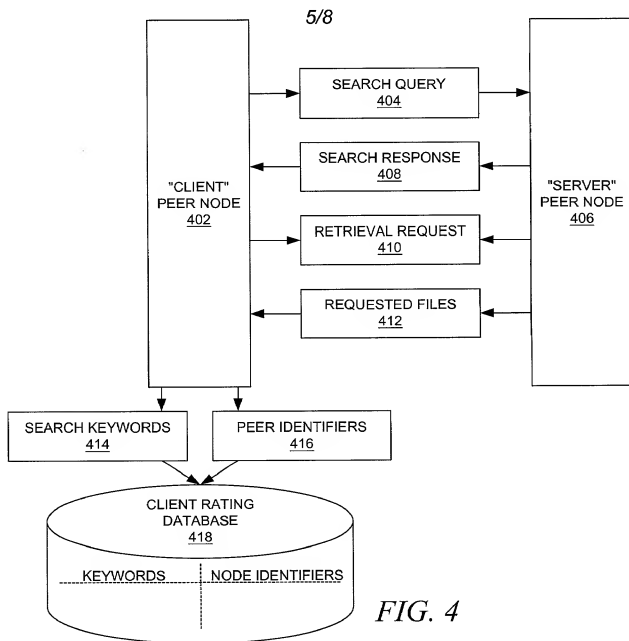 5/8
SEARCH QUERY
404
SEARCH RESPONSE
408
"CLIENT"
PEER NODE
402
"SERVER"
PEER NODE
406
RETRIEVAL REQUEST
410
REQUESTED FILES
412
SEARCH KEYWORDS
414
PEER IDENTIFIERS
416
CLIENT RATING
DATABASE
418
KEYWORDS
NODE IDENTIFIERS
FIG. 4